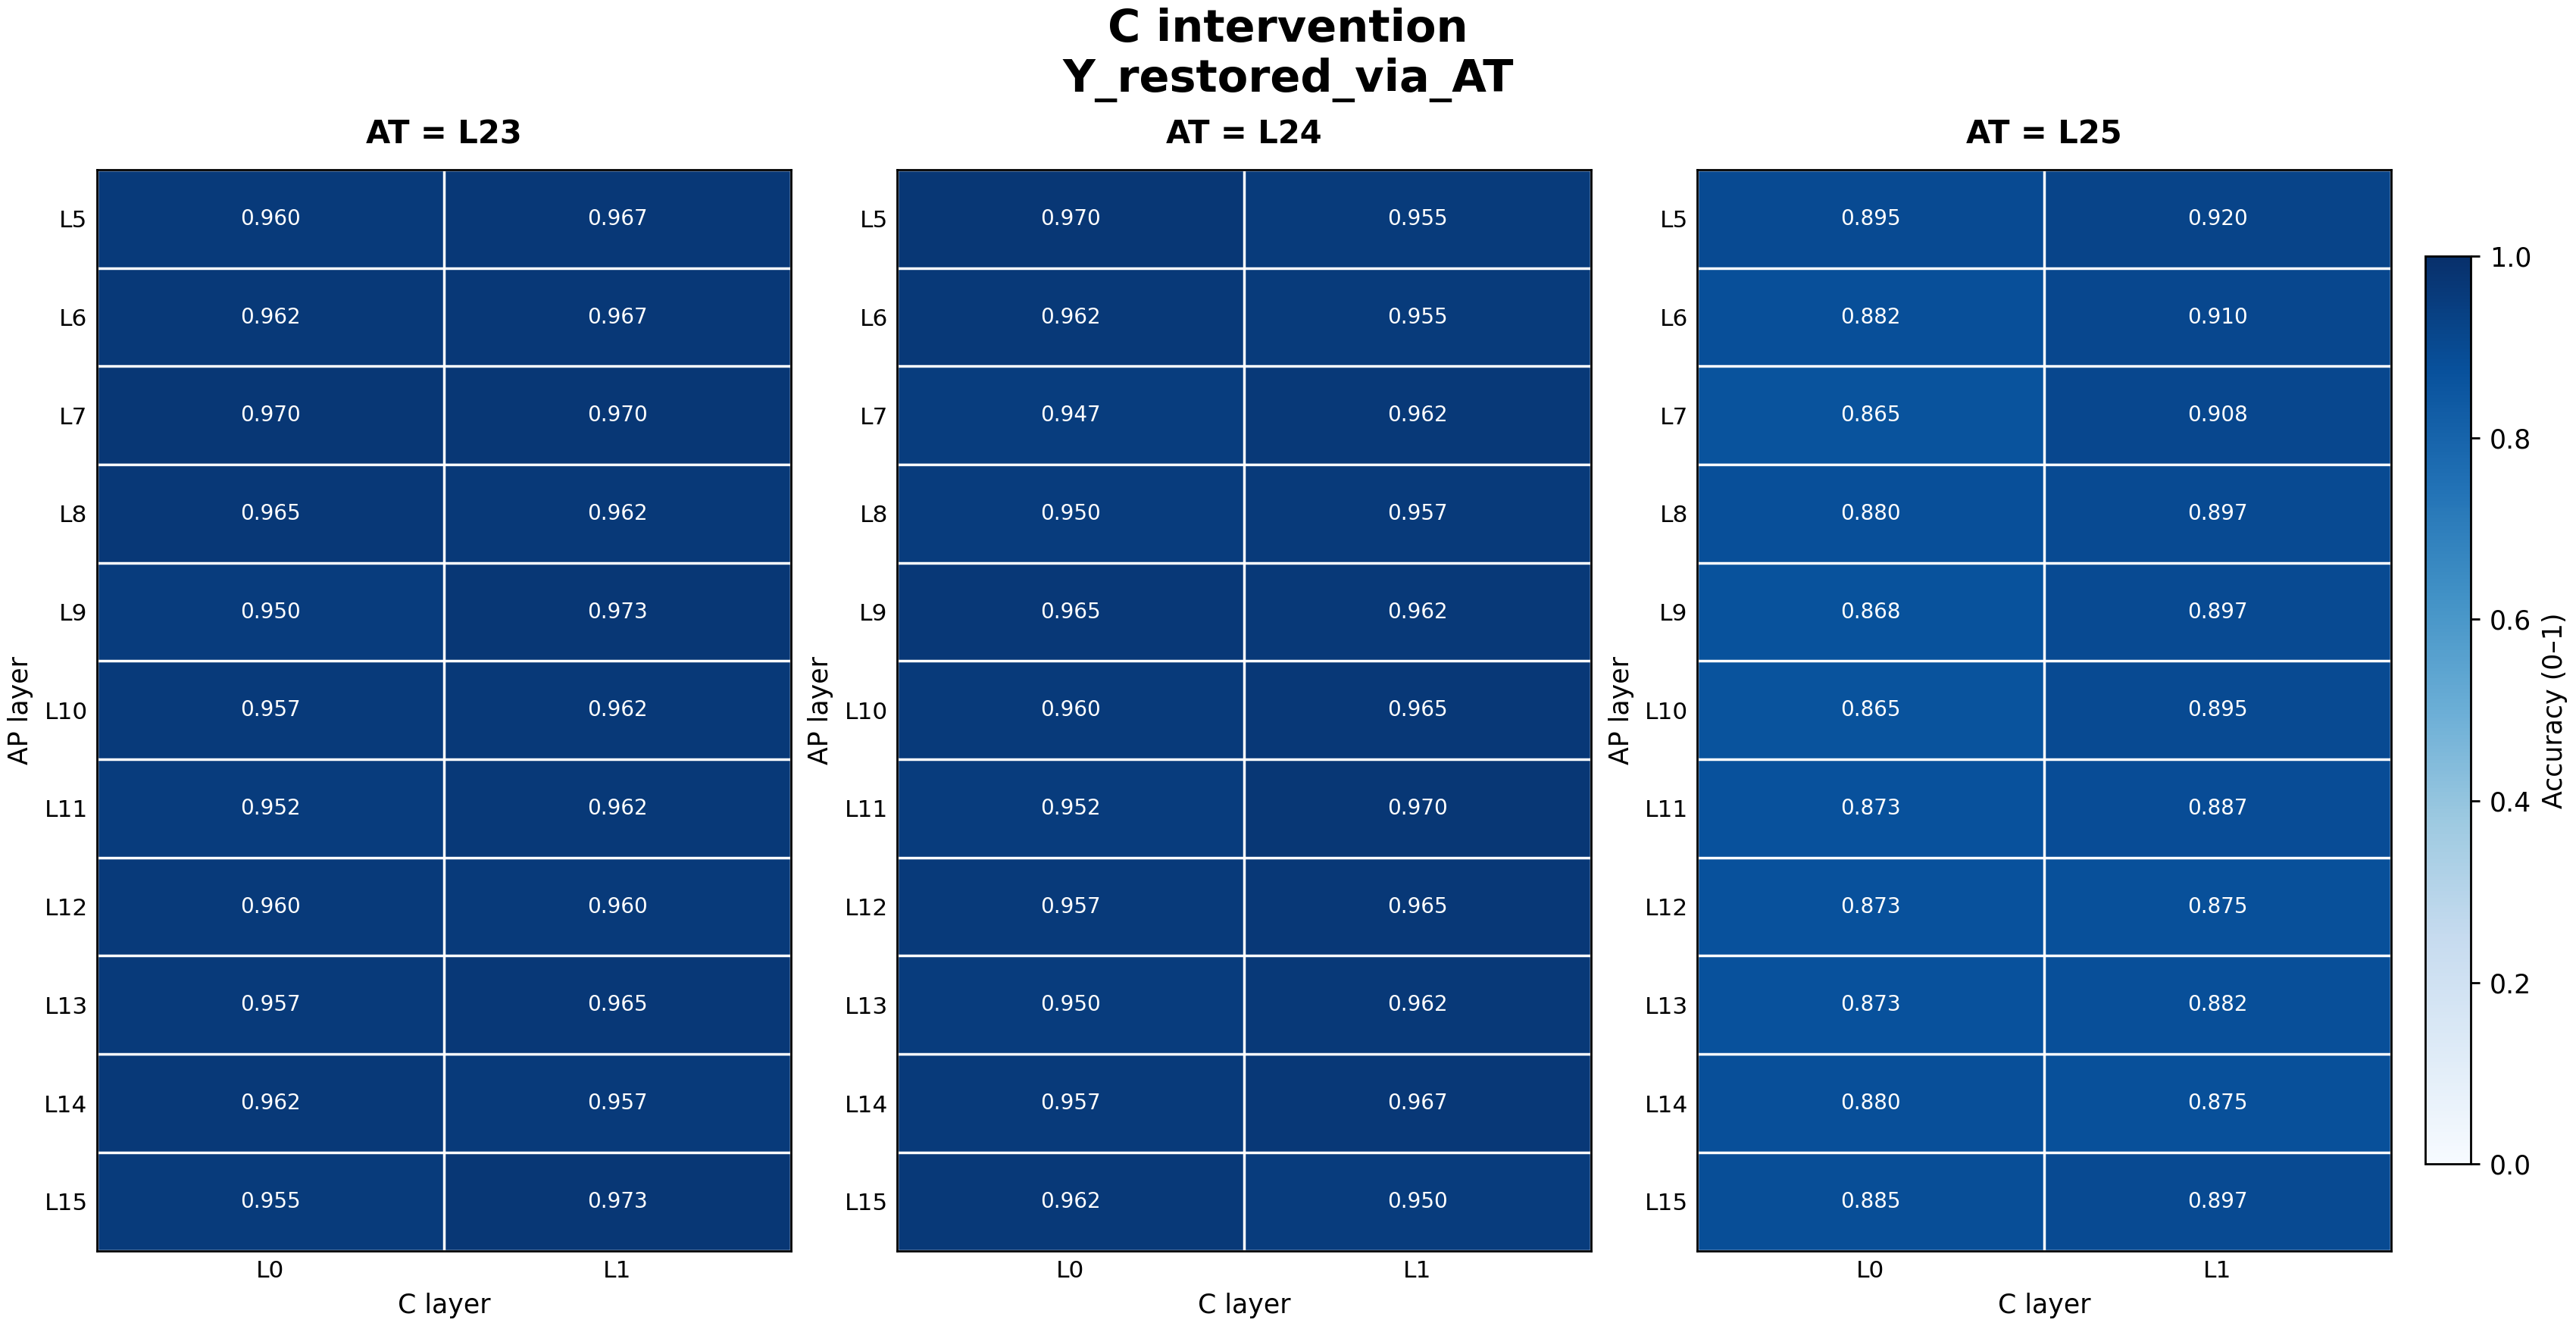 C intervention
Y_restored_via_AT
AT = L23
AT = L24
AT = L25
L5 0.960 0.967 L5 0.970 0.955 L5 0.895 0.920
1.0
L6 0.962 0.967 L6 0.962 0.955 L6 0.882 0.910
L7 0.970 0.970 L7 0.947 0.962 L7 0.865 0.908
0.8
L8 0.965 0.962 L8 0.950 0.957 L8 0.880 0.897
L9 0.950 0.973 L9 0.965 0.962 L9 0.868 0.897
0.6
AP layer
AP layer
AP layer
Accuracy (0–1)
L10 0.957 0.962 L10 0.960 0.965 L10 0.865 0.895
L11 0.952 0.962 L11 0.952 0.970 L11 0.873 0.887
0.4
L12 0.960 0.960 L12 0.957 0.965 L12 0.873 0.875
0.2
L13 0.957 0.965 L13 0.950 0.962 L13 0.873 0.882
L14 0.962 0.957 L14 0.957 0.967 L14 0.880 0.875
0.0
L15 0.955 0.973 L15 0.962 0.950 L15 0.885 0.897
L0 L1 L0 L1 L0 L1
C layer
C layer
C layer